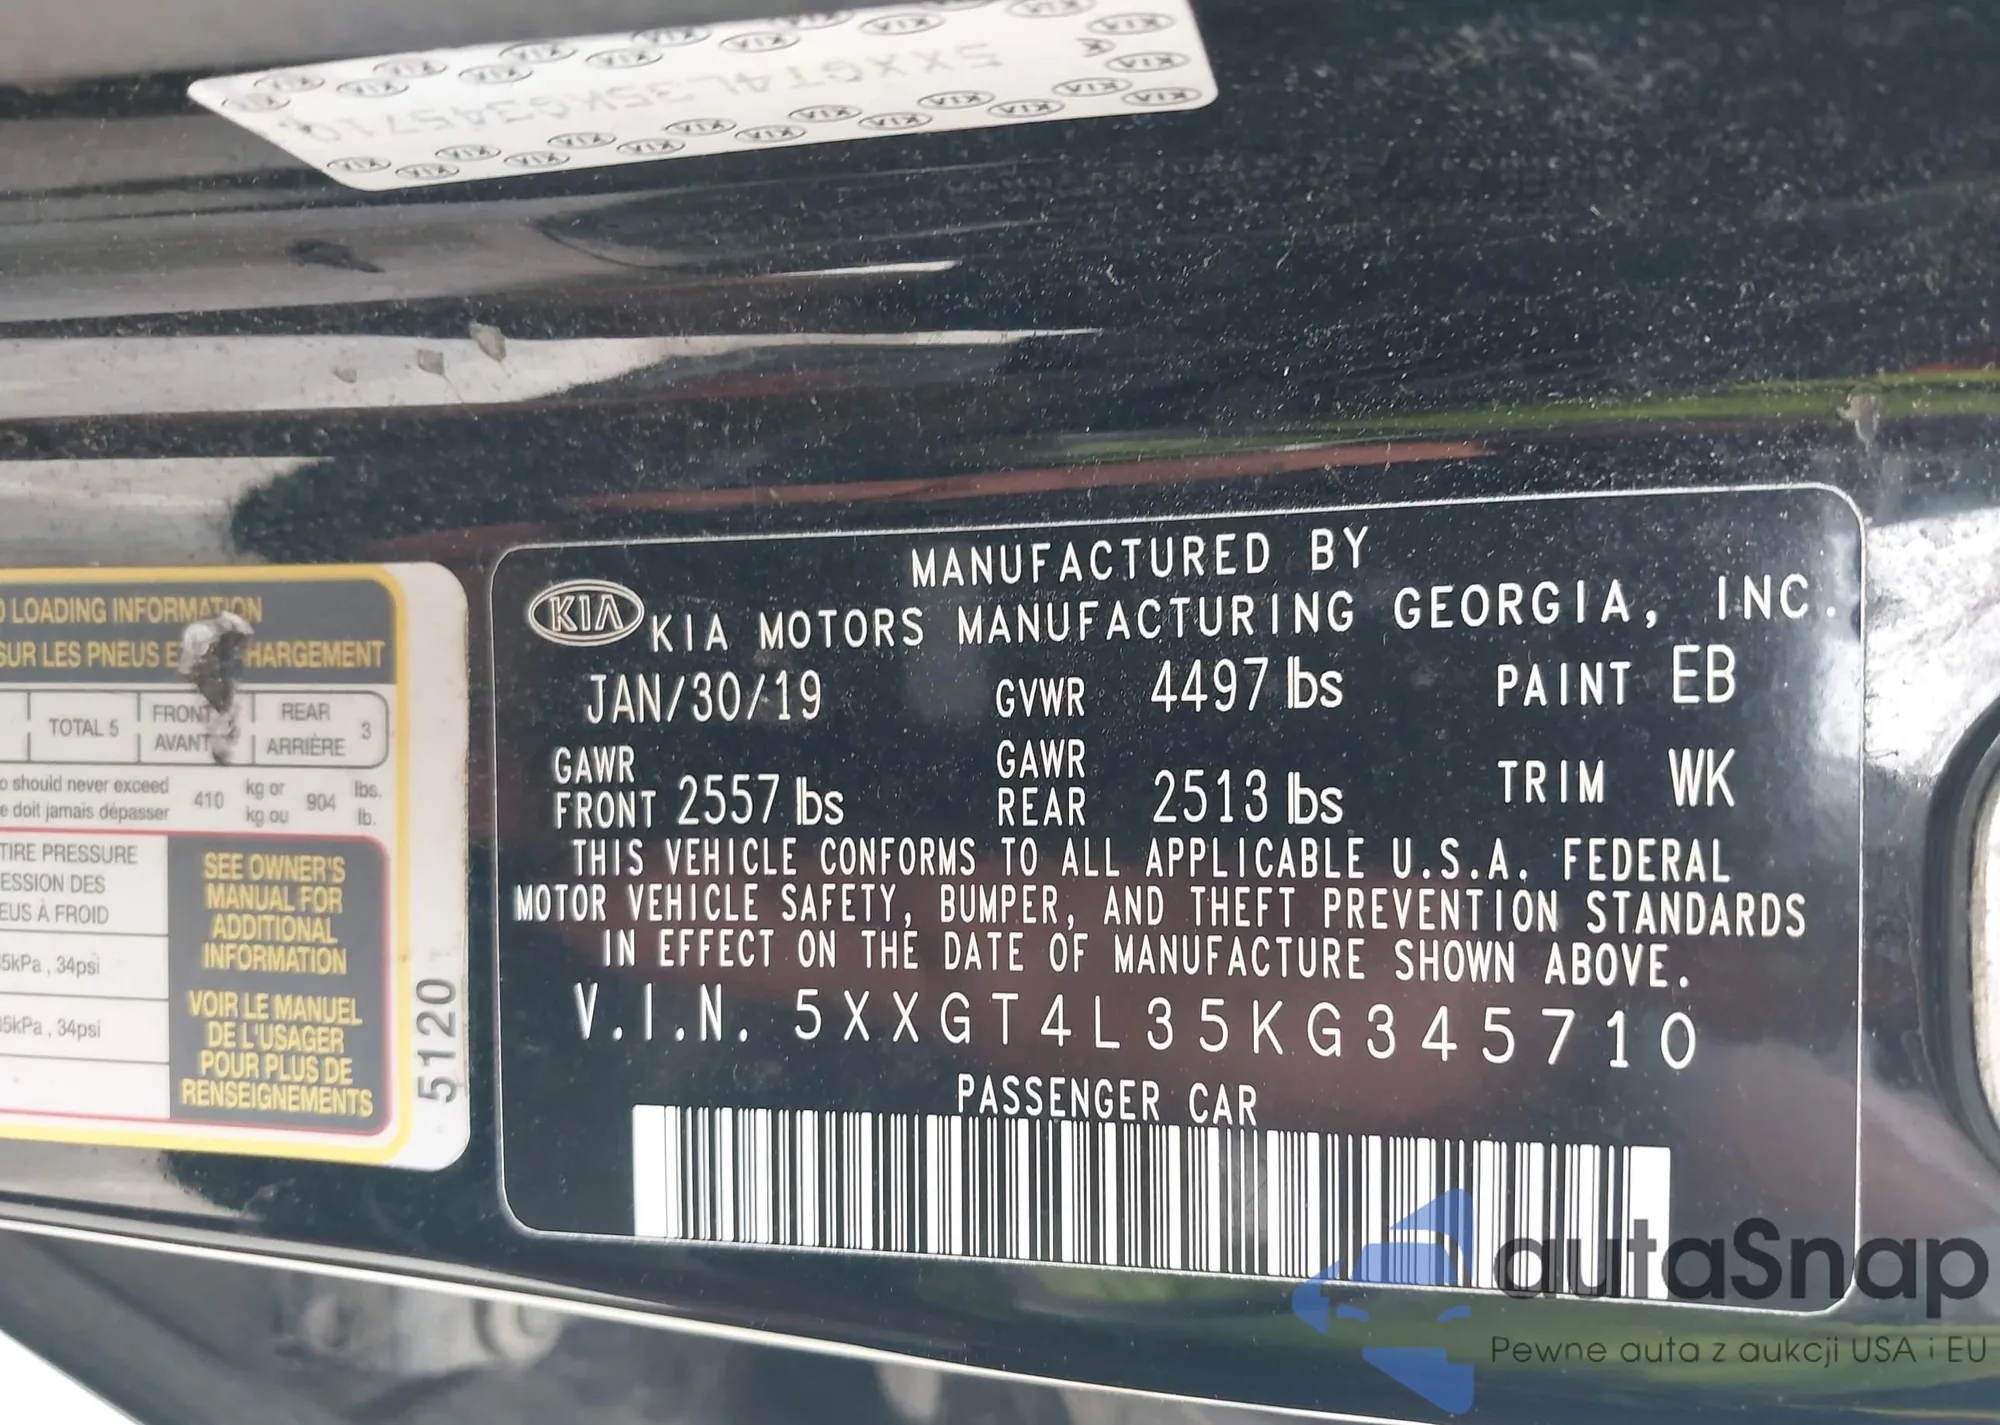 5XXGT4L35KG345710
MANUFACTURED BY
KIA KIA MOTORS MANUFACTURING GEORGIA, INC.
JAN/30/19 GVWR 4497 lbs PAINT EB
GAWR FRONT 2557 lbs GAWR REAR 2513 lbs TRIM WK
THIS VEHICLE CONFORMS TO ALL APPLICABLE U.S.A. FEDERAL
MOTOR VEHICLE SAFETY, BUMPER, AND THEFT PREVENTION STANDARDS
IN EFFECT ON THE DATE OF MANUFACTURE SHOWN ABOVE.
V.I.N. 5XXGT4L35KG345710
PASSENGER CAR
LOADING INFORMATION
SUR LES PNEUS
TOTAL 5 FRONT REAR 3
AVANT ARRIÈRE
should never exceed 410 kg or 904 lbs.
doit jamais dépasser kg ou lb.
TIRE PRESSURE
DES
À FROID
34psi
34psi
SEE OWNER'S
MANUAL FOR
ADDITIONAL
INFORMATION
VOIR LE MANUEL
DE L'USAGER
POUR PLUS DE
RENSEIGNEMENTS
5120
autaSnap
Pewne auta z aukcji USA i EU